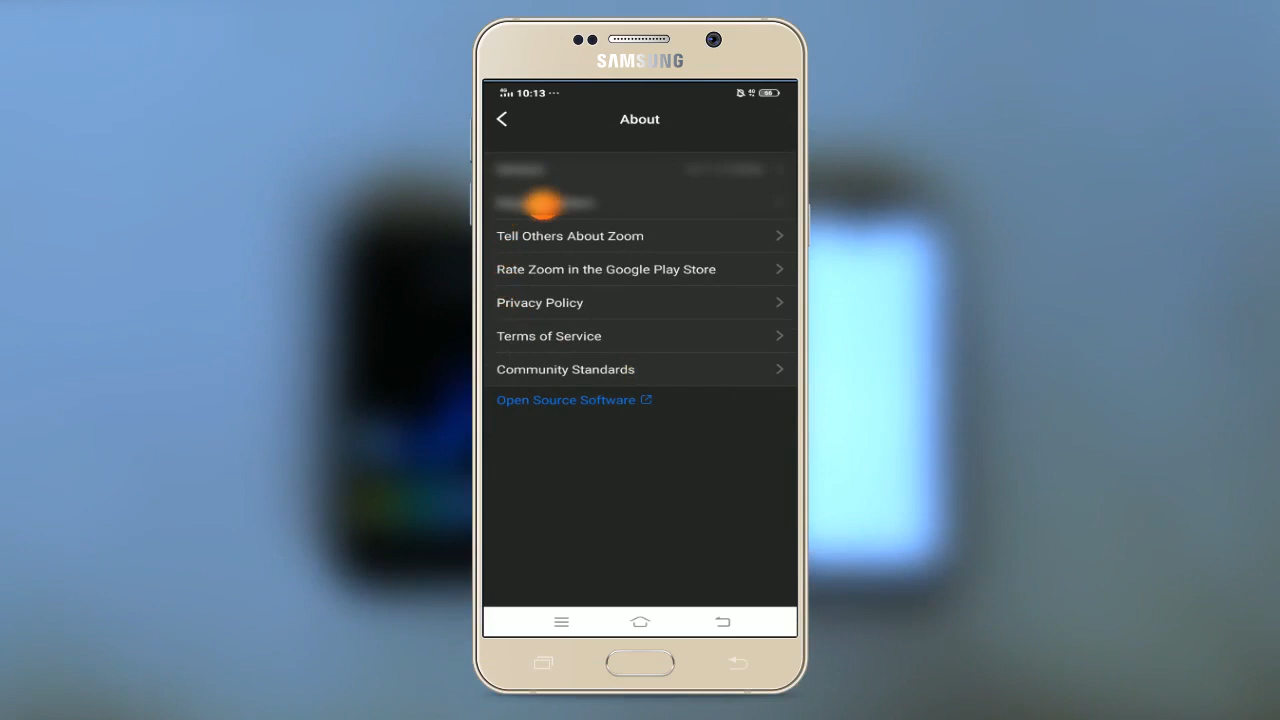 SAMSUNG
10:13
About
Tell Others About Zoom
Rate Zoom in the Google Play Store
Privacy Policy
Terms of Service
Community Standards
Open Source Software